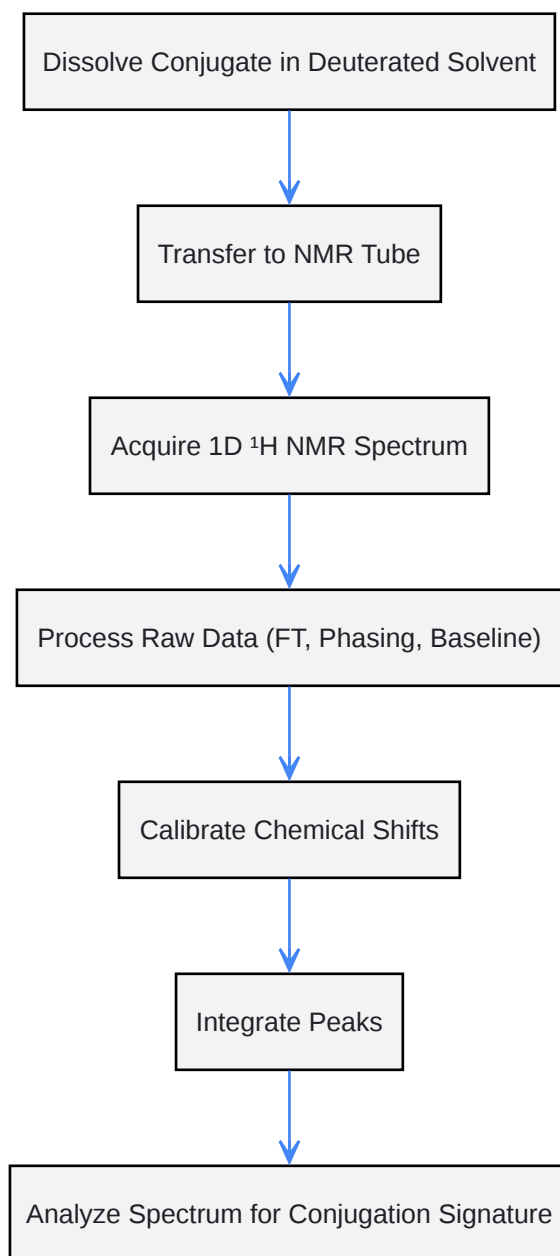 Dissolve Conjugate in Deuterated Solvent
Transfer to NMR Tube
Acquire 1D ¹H NMR Spectrum
Process Raw Data (FT, Phasing, Baseline)
Calibrate Chemical Shifts
Integrate Peaks
Analyze Spectrum for Conjugation Signature